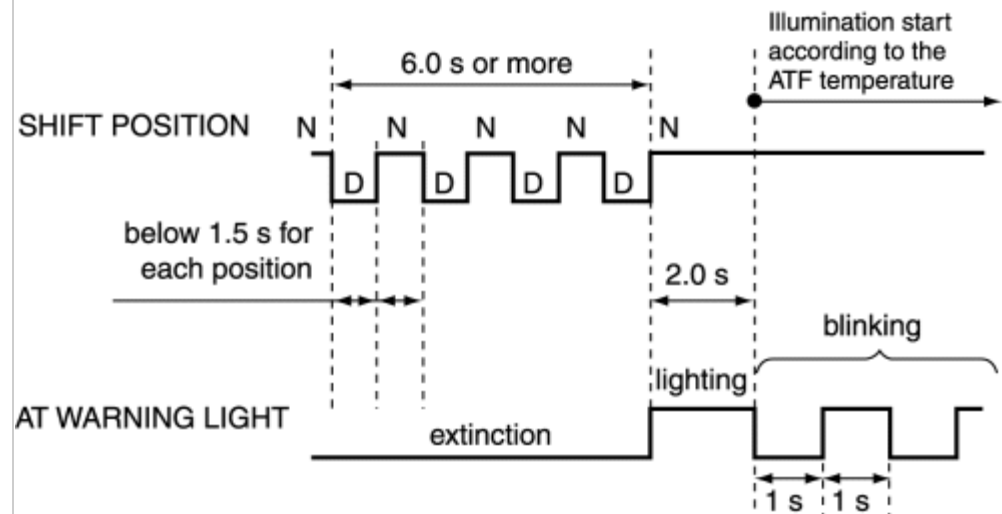 Illumination start
according to the
ATF temperature
6.0 s or more
SHIFT POSITION N N N N N
D D D D
below 1.5 s for
each position
2.0 s
blinking
lighting
AT WARNING LIGHT
extinction
1 s 1 s